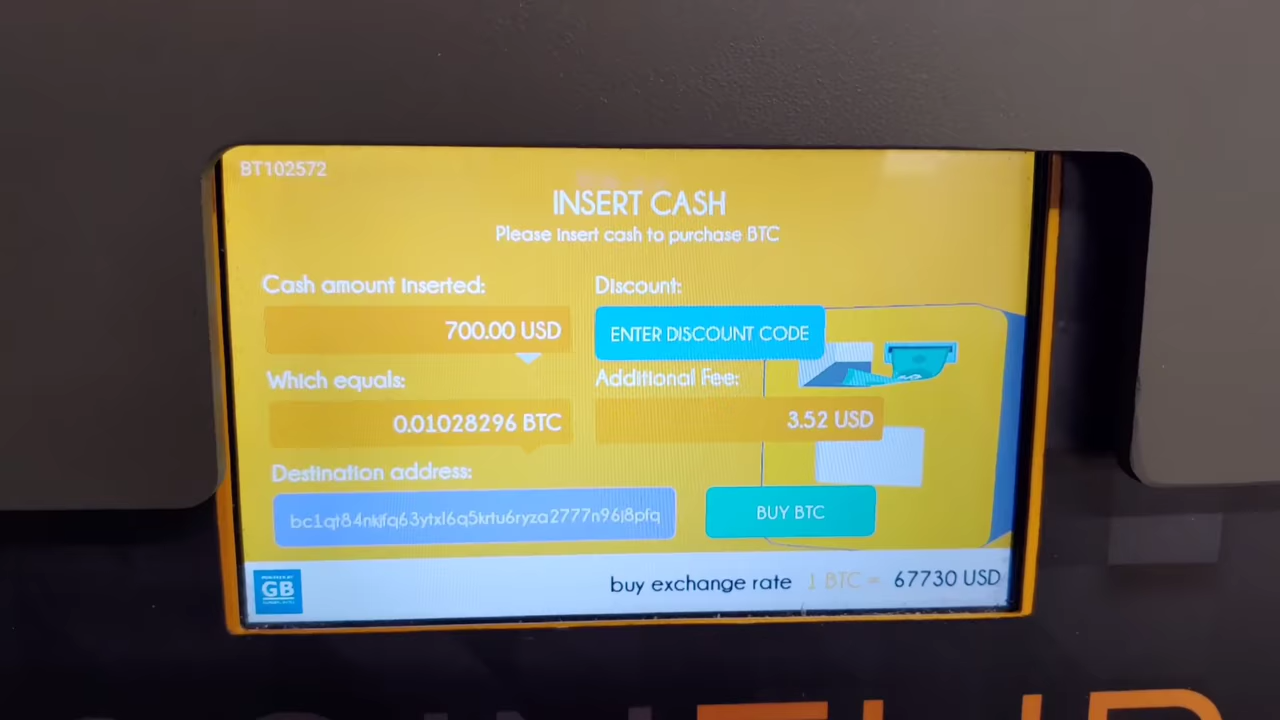 BT102572
INSERT CASH
Please insert cash to purchase BTC
Cash amount inserted:
700.00 USD
Discount:
ENTER DISCOUNT CODE
Which equals:
0.01028296 BTC
Additional Fee:
3.52 USD
Destination address:
BUY BTC
GB
buy exchange rate 1 BTC = 67730 USD